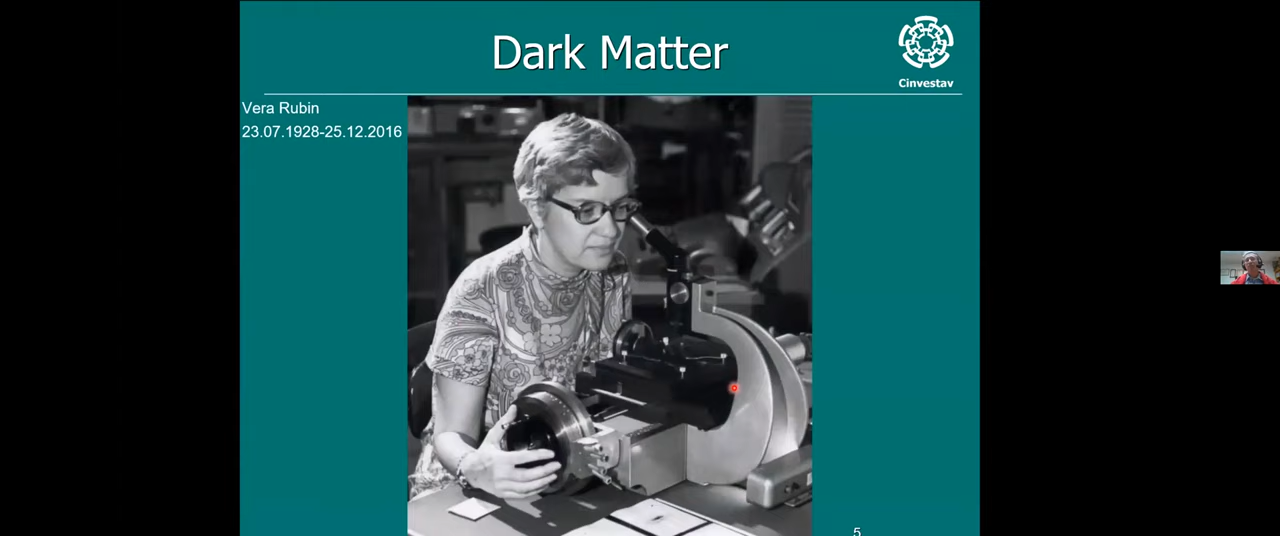 Dark Matter
Cinvestav
Vera Rubin
23.07.1928-25.12.2016
5